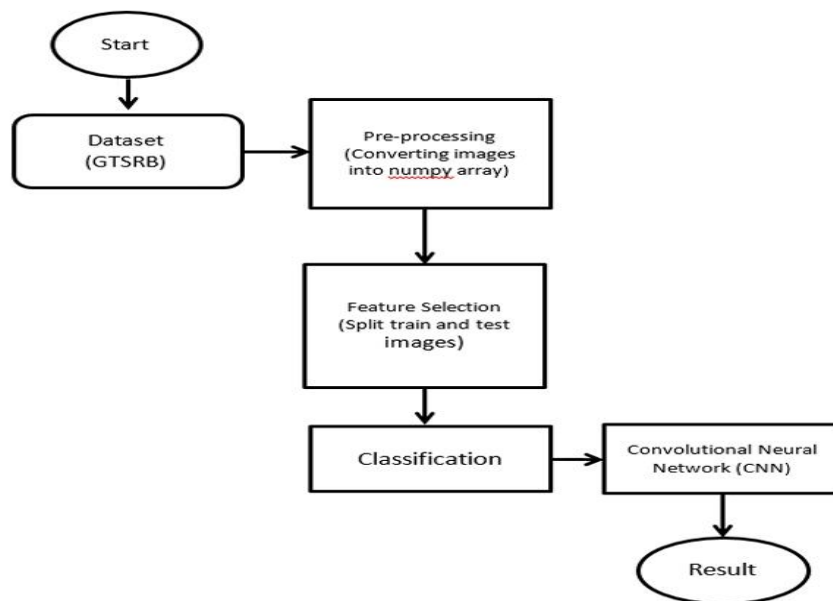 Start
Dataset
(GTSRB)
Pre-processing
(Converting images
into numpy array)
Feature Selection
(Split train and test
images)
Classification
Convolutional Neural
Network (CNN)
Result